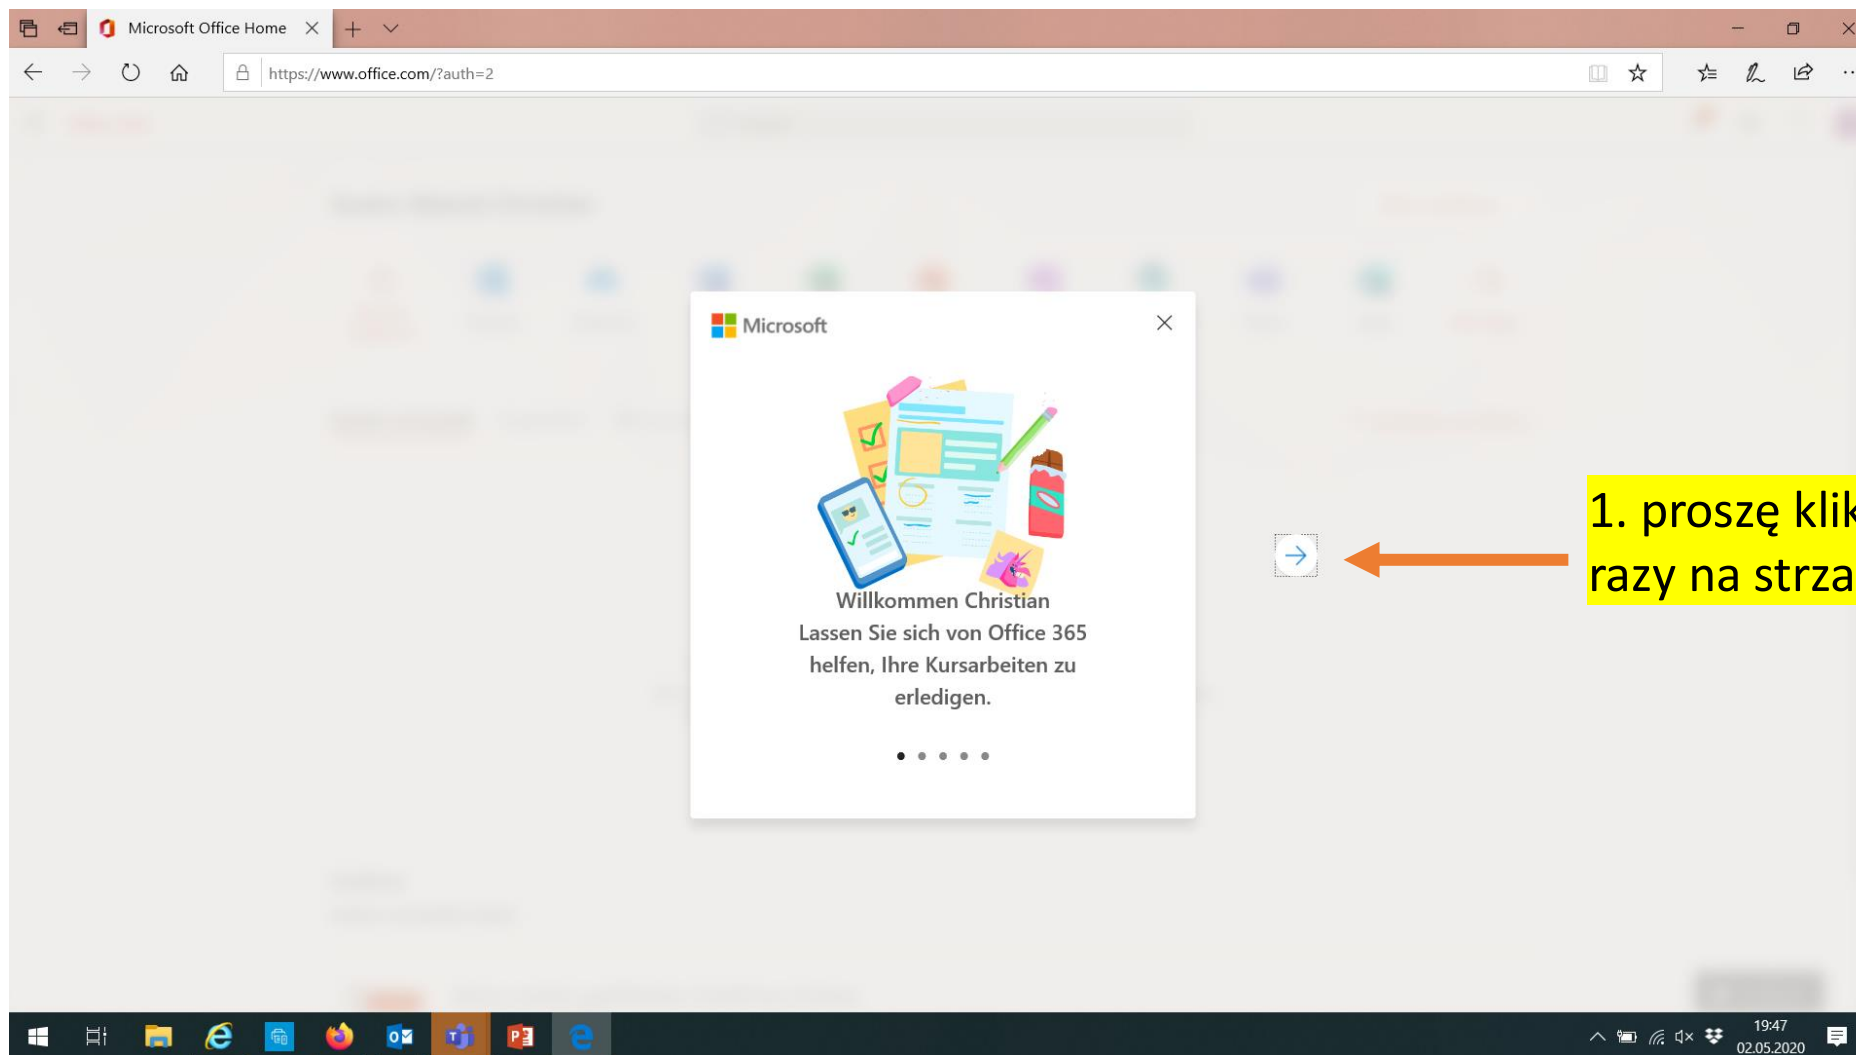 Microsoft Office Home
https://www.office.com/?auth=2
Microsoft
Willkommen Christian
Lassen Sie sich von Office 365
helfen, Ihre Kursarbeiten zu
erledigen.
1. proszę klik
razy na strza
19:47
02.05.2020